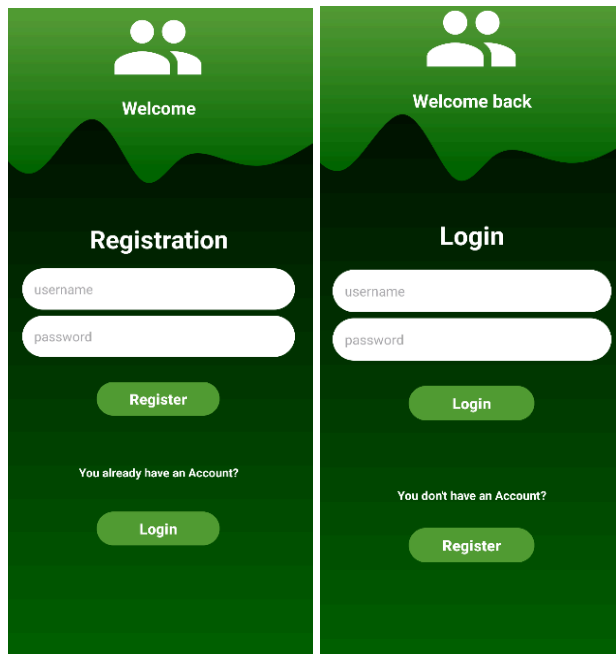 Welcome
Registration
username
password
Register
You already have an Account?
Login
Welcome back
Login
username
password
Login
You don't have an Account?
Register